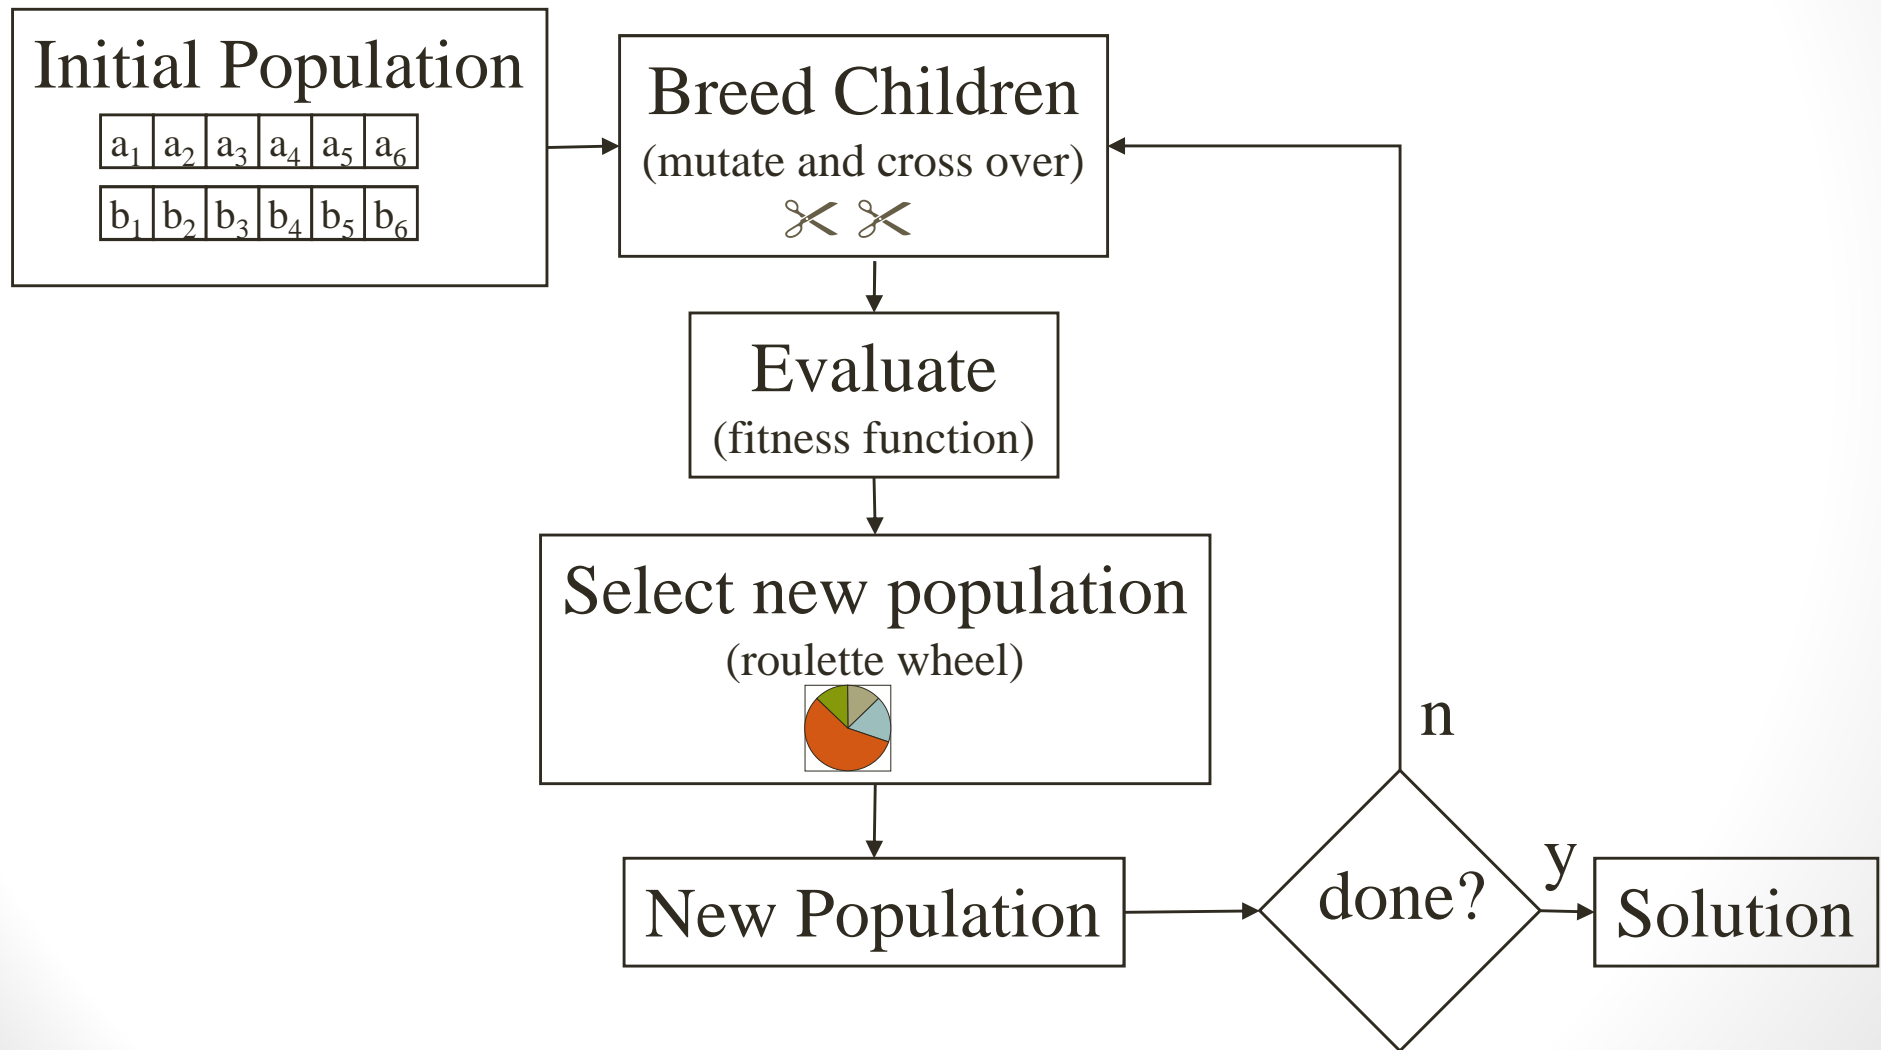 Initial Population
a₁ a₂ a₃ a₄ a₅ a₆
b₁ b₂ b₃ b₄ b₅ b₆
Breed Children
(mutate and cross over)
Evaluate
(fitness function)
Select new population
(roulette wheel)
New Population
done?
n
y
Solution